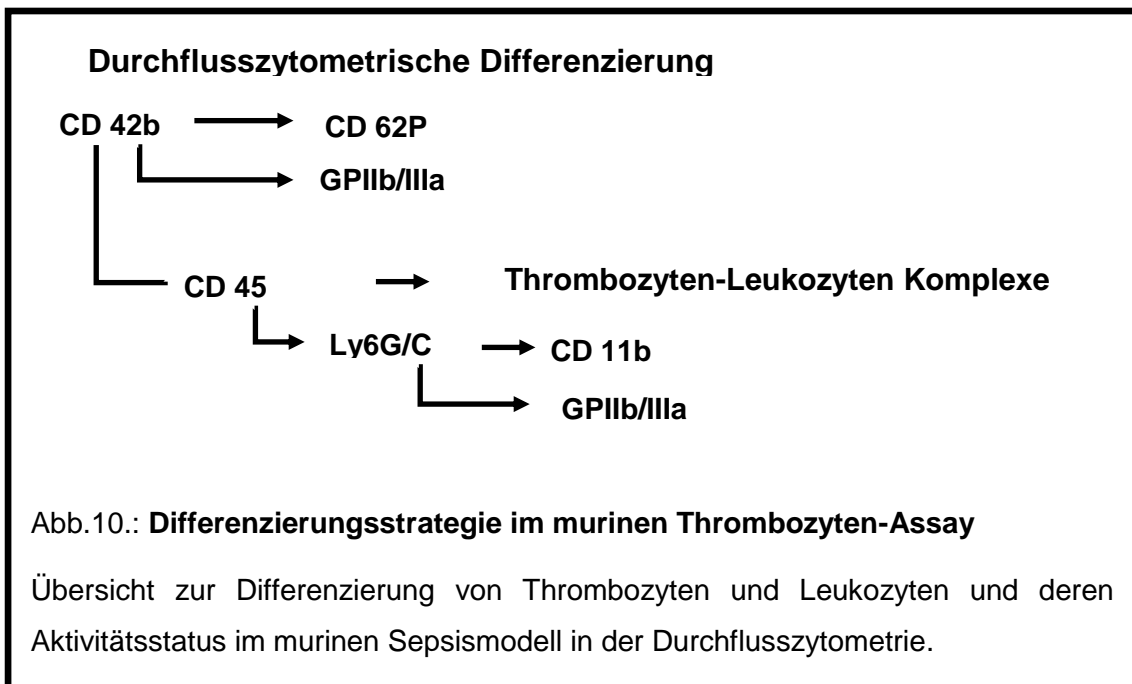 Durchflusszytometrische Differenzierung
CD 42b CD 62P
GPIIb/IIIa
CD 45 Thrombozyten-Leukozyten Komplexe
Ly6G/C CD 11b
GPIIb/IIIa
Abb.10.: Differenzierungsstrategie im murinen Thrombozyten-Assay
Übersicht zur Differenzierung von Thrombozyten und Leukozyten und deren
Aktivitätsstatus im murinen Sepsismodell in der Durchflusszytometrie.